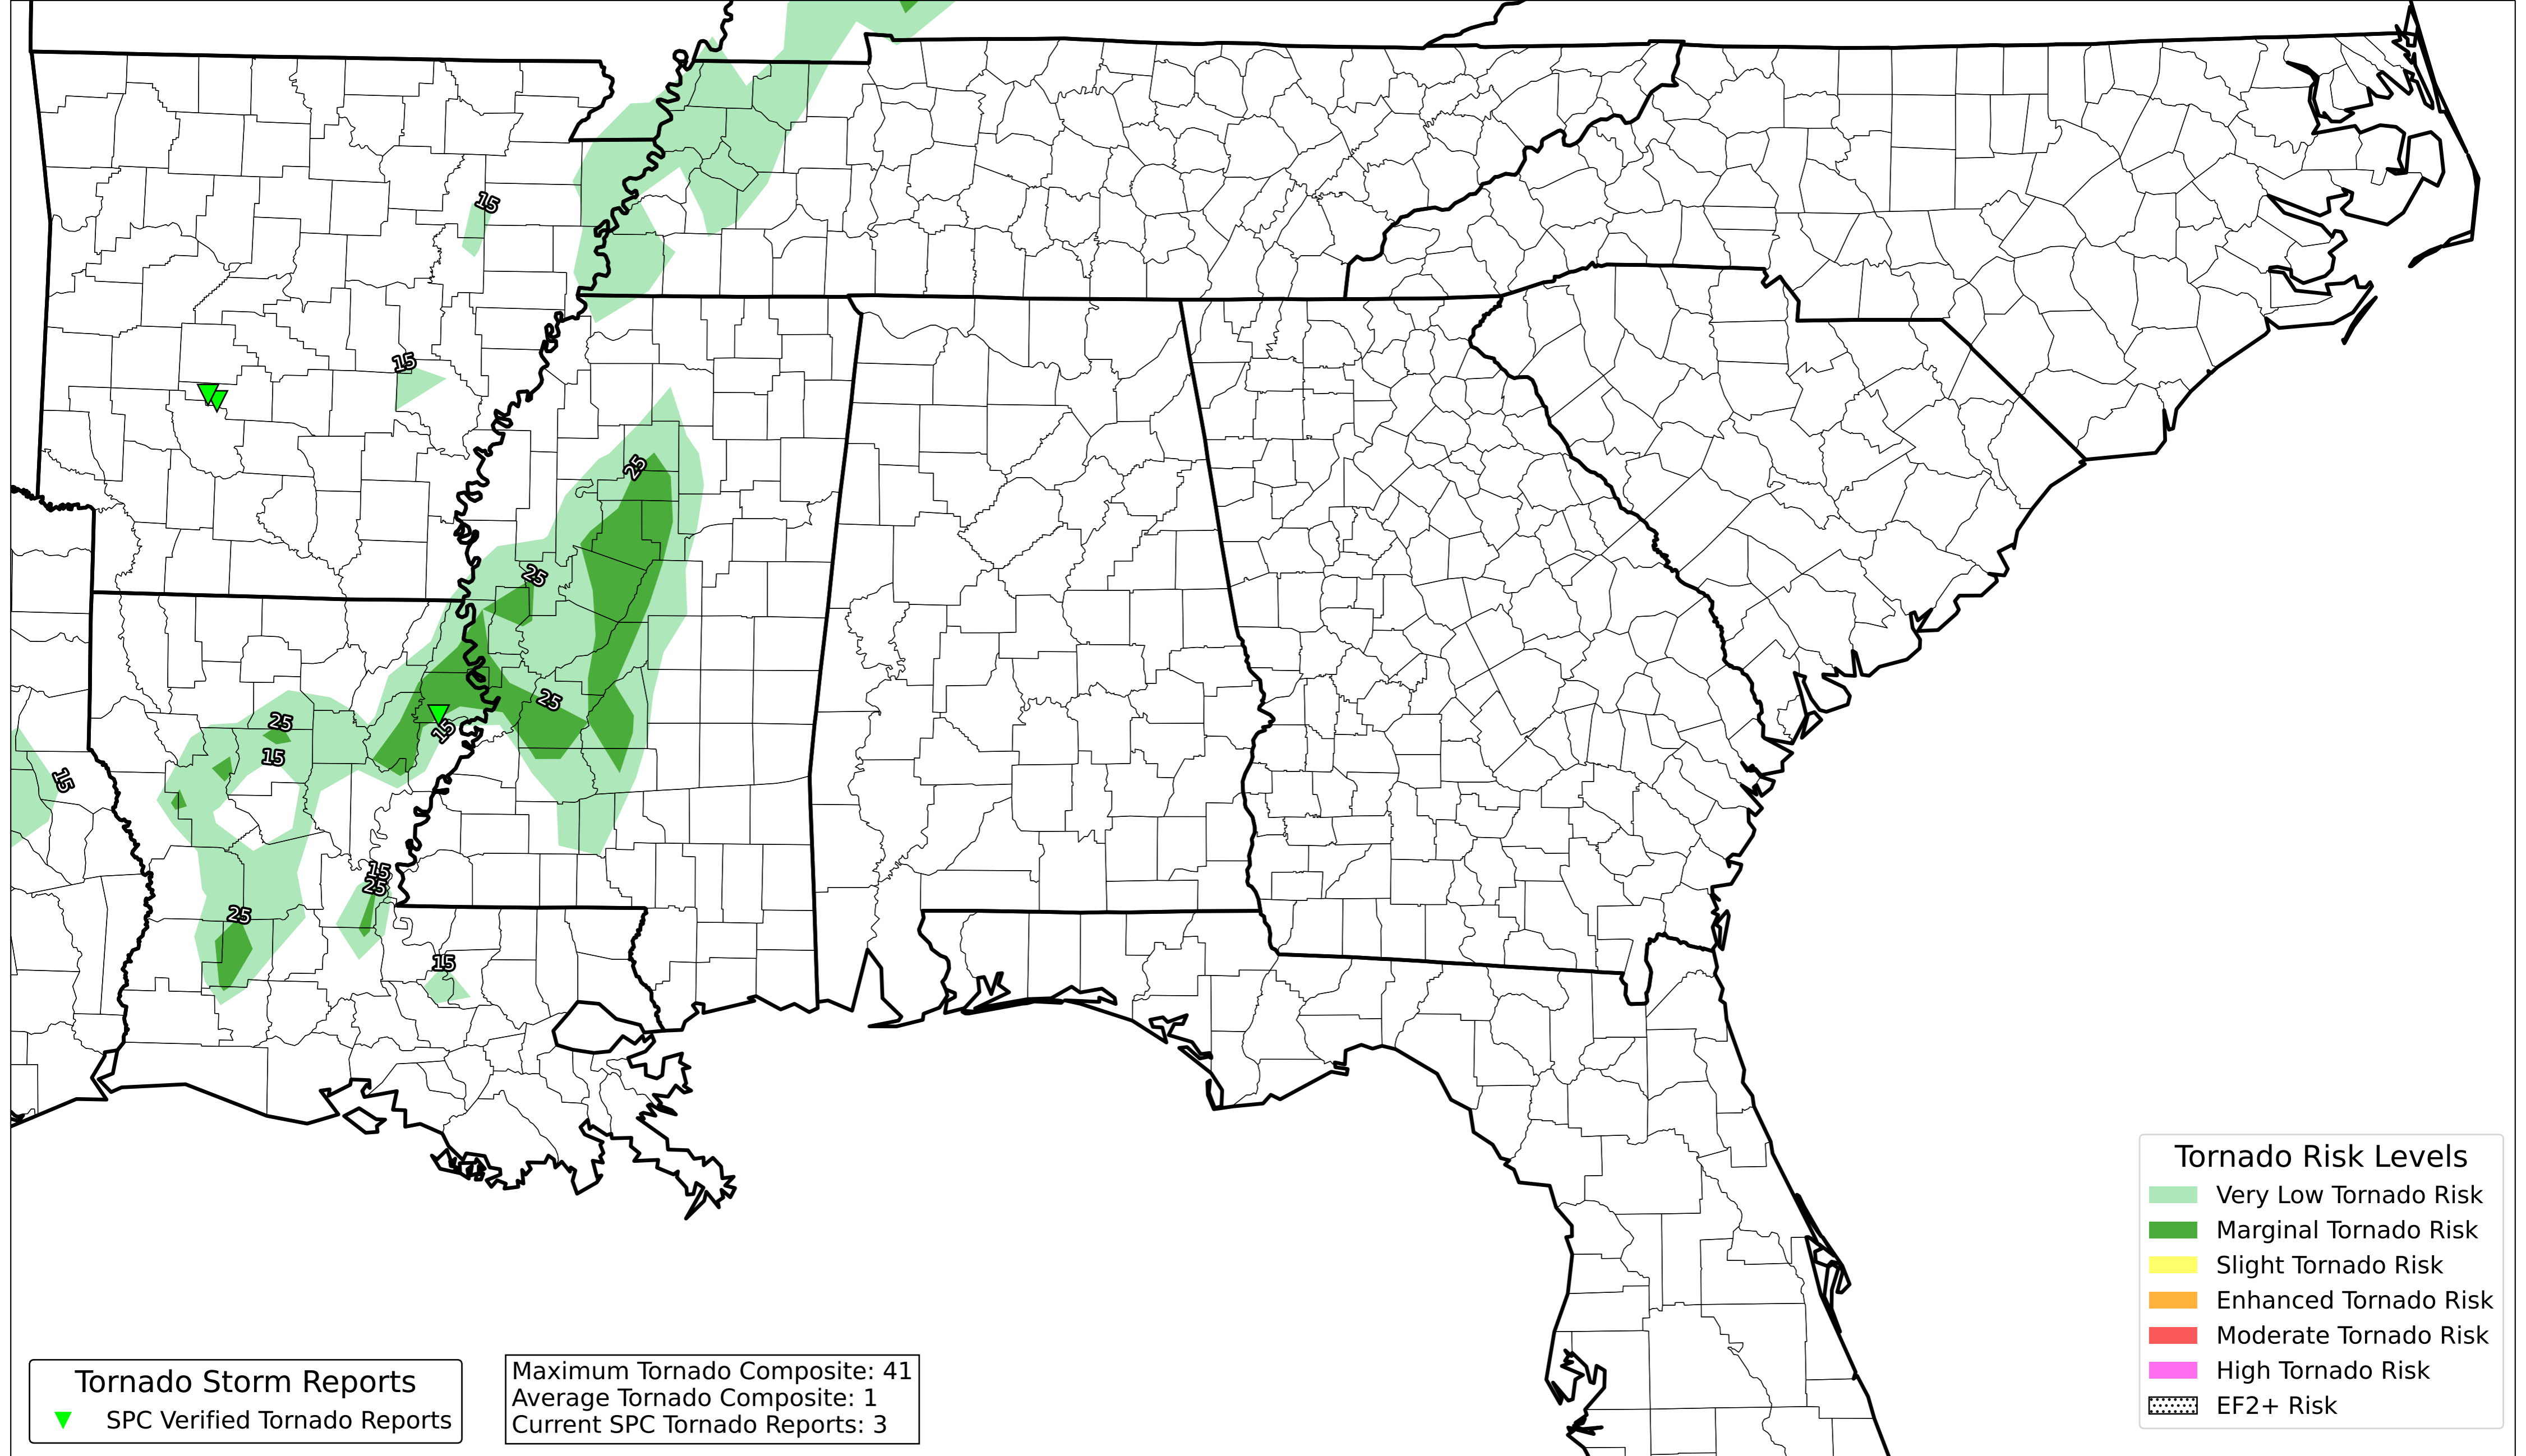 15
15
25
25
25
15
25
15
15
15
25
25
15
Tornado Risk Levels
Very Low Tornado Risk
Marginal Tornado Risk
Slight Tornado Risk
Enhanced Tornado Risk
Moderate Tornado Risk
High Tornado Risk
EF2+ Risk
Tornado Storm Reports
SPC Verified Tornado Reports
Maximum Tornado Composite: 41
Average Tornado Composite: 1
Current SPC Tornado Reports: 3